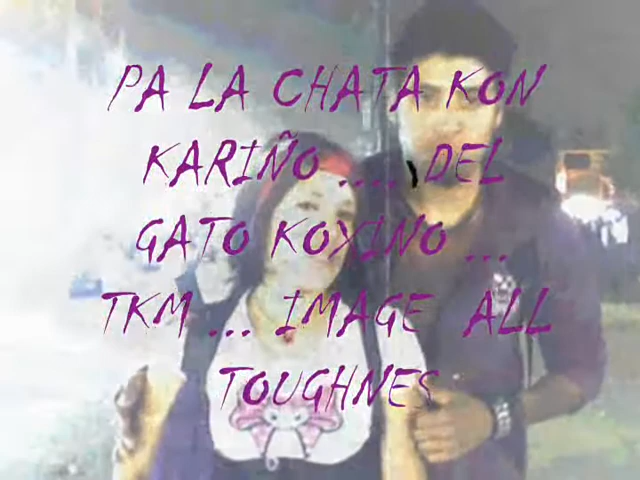 PA LA CHATA KON
KARIÑO .... DEL
GATO KOXINO ...
TKM ... IMAGE ALL
TOUGHNES